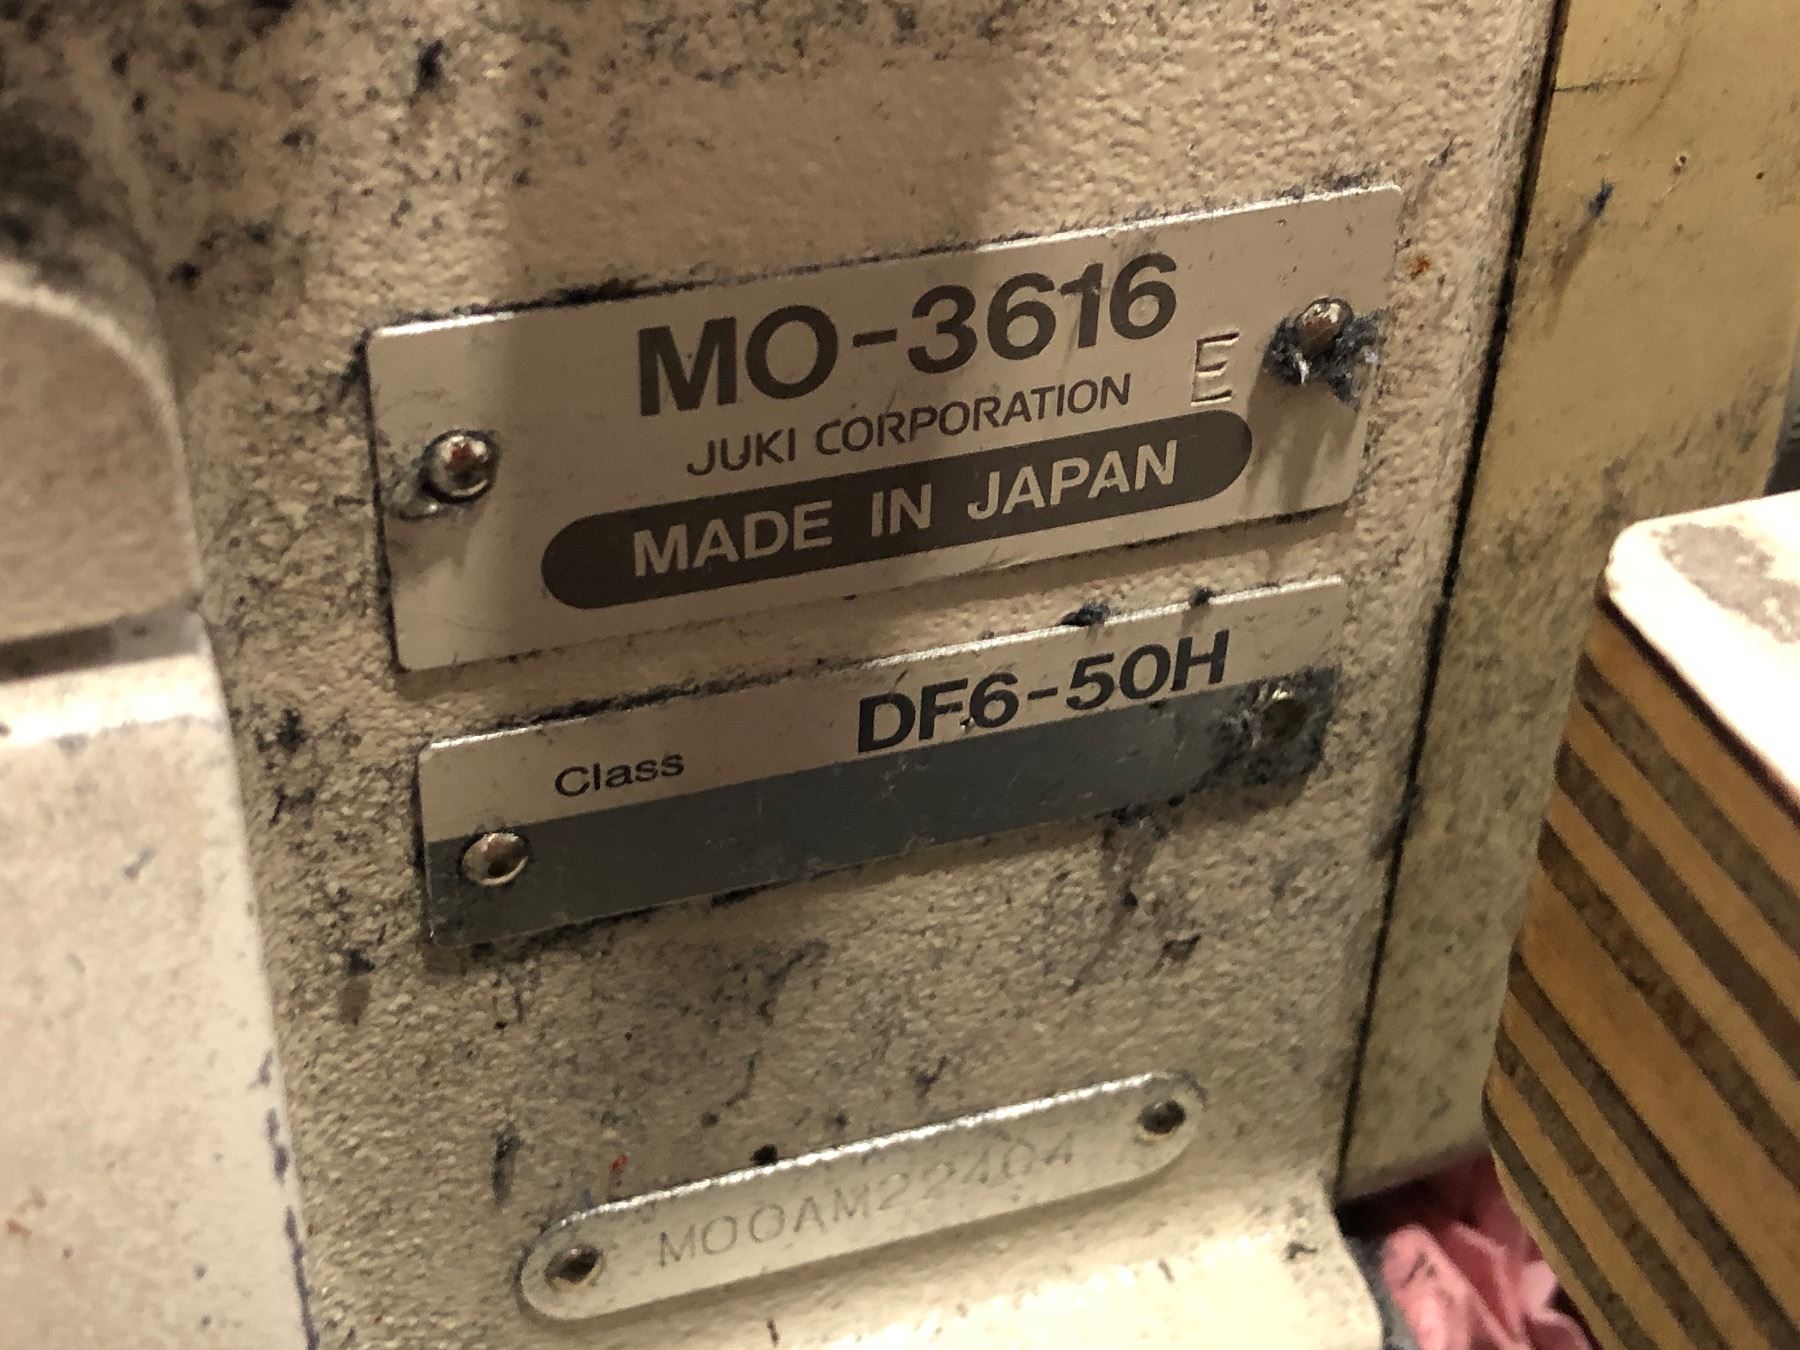 MO-3616
E
JUKI CORPORATION
MADE IN JAPAN
Class DF6-50H
MOOAM22404